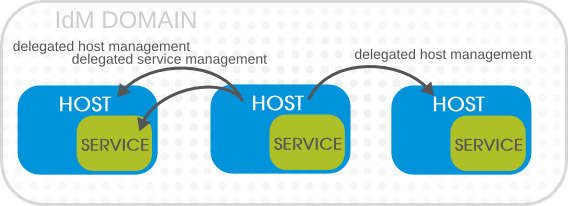 IdM DOMAIN
delegated host management
delegated service management
delegated host management
HOST
SERVICE
HOST
SERVICE
HOST
SERVICE